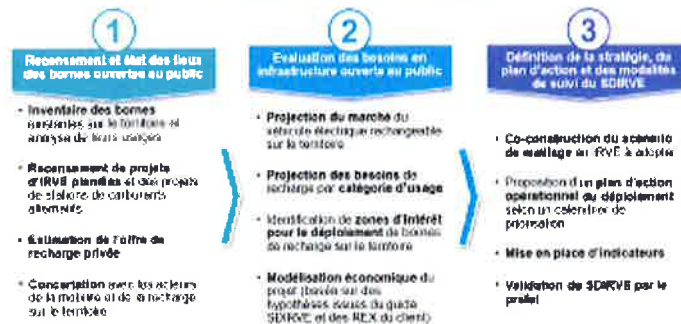 1
Recensement et état des lieux
des bornes ouvertes au public
• Inventaire des bornes
existantes sur le territoire et
analyse de leurs usages
• Recensement de projets
d'IRVE planifiés et des projets
de stations de carburants
alternatifs
• Estimation de l'offre de
recharge privée
• Concertation avec les acteurs
de la mobilité et de la recharge
sur le territoire
2
Evaluation des besoins en
infrastructure ouverte au public
• Projection du marché du
véhicule électrique rechargeable
sur le territoire
• Projection des besoins de
recharge par catégorie d'usage
• Identification de zones d'intérêt
pour le déploiement de bornes
de recharge sur le territoire
• Modélisation économique du
projet (basée sur des
hypothèses issues du guide
SDIRVE et des REX du client)
3
Définition de la stratégie, du
plan d'action et des modalités
de suivi du SDIRVE
• Co-construction du scenario
de maillage en IRVE à adopter
• Proposition d'un plan d'action
opérationnel du déploiement
selon un calendrier de
priorisation
• Mise en place d'indicateurs
• Validation du SDIRVE par le
préfet